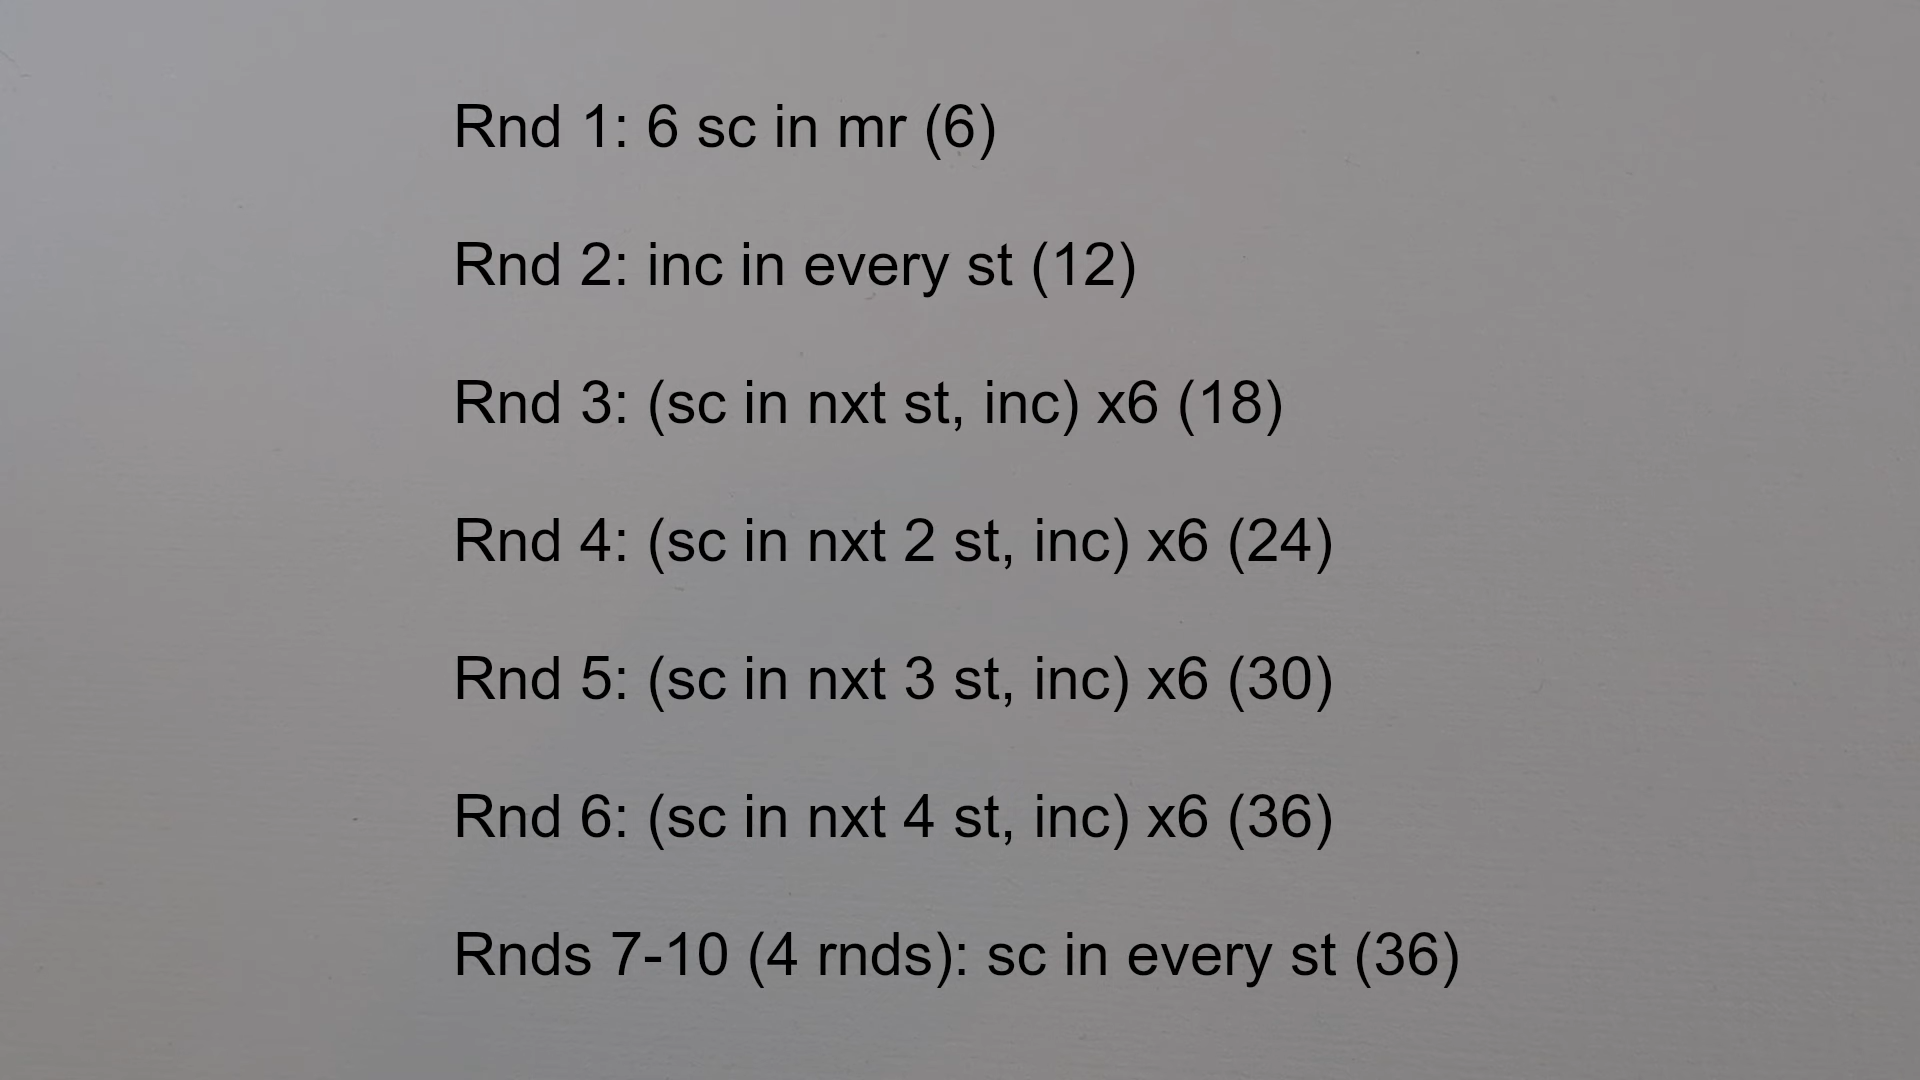 Rnd 1: 6 sc in mr (6)
Rnd 2: inc in every st (12)
Rnd 3: (sc in nxt st, inc) x6 (18)
Rnd 4: (sc in nxt 2 st, inc) x6 (24)
Rnd 5: (sc in nxt 3 st, inc) x6 (30)
Rnd 6: (sc in nxt 4 st, inc) x6 (36)
Rnds 7-10 (4 rnds): sc in every st (36)